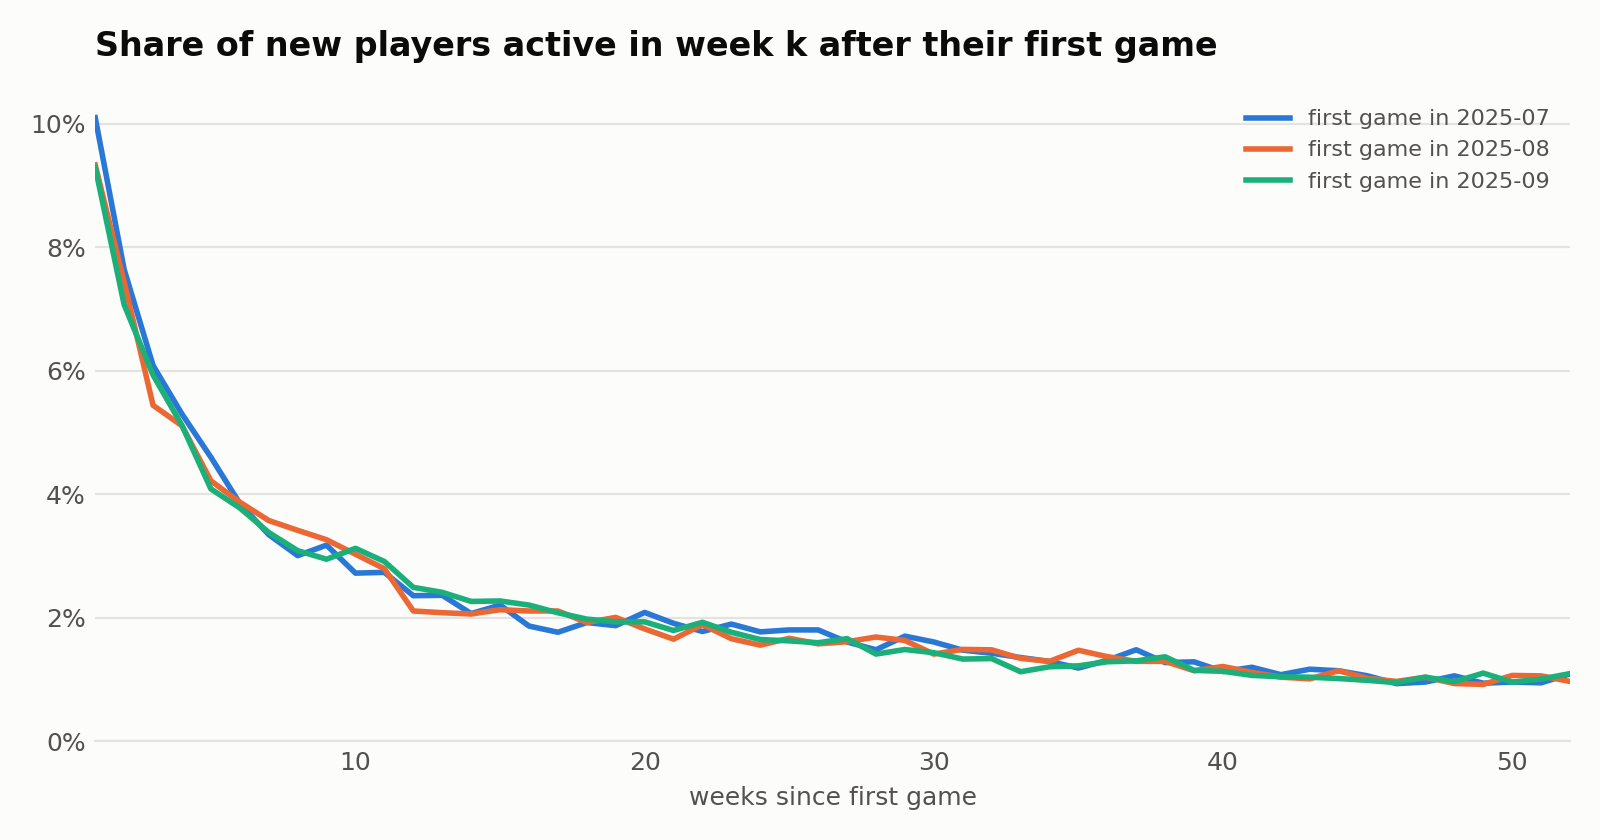 Share of new players active in week k after their first game
first game in 2025-07
first game in 2025-08
first game in 2025-09
10%
8%
6%
4%
2%
0%
10 20 30 40 50
weeks since first game